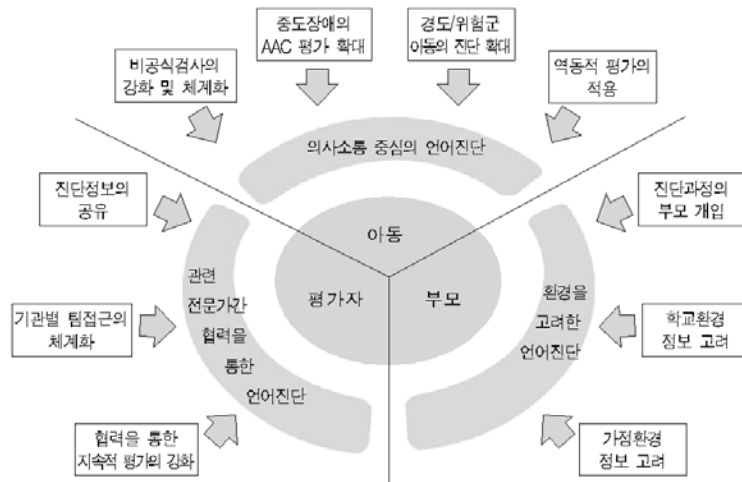 중도장애의
AAC 평가 확대
경도/위험군
아동의 진단 확대
비공식검사의
강화 및 체계화
역동적 평가의
적용
의사소통 중심의 언어진단
진단정보의
공유
진단과정의
부모 개입
아동
평가자
부모
관련
전문가간
협력을
통한
언어진단
환경을
고려한
언어진단
기관별 팀접근의
체계화
학교환경
정보 고려
협력을 통한
지속적 평가의 강화
가정환경
정보 고려